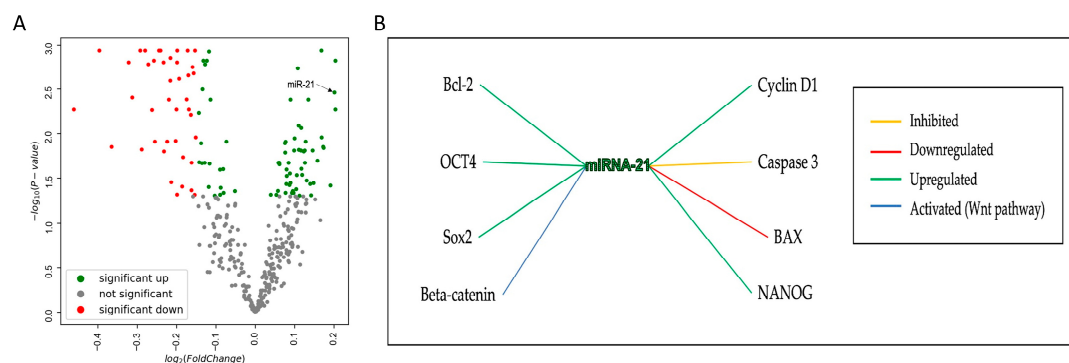 A
B
3.0
2.5
2.0
1.5
1.0
0.5
0.0
−log₁₀(P − value)
miR-21
significant up
not significant
significant down
−0.4
−0.3
−0.2
−0.1
0.0
0.1
0.2
log₂(FoldChange)
Bcl-2
OCT4
Sox2
Beta-catenin
miRNA-21
Cyclin D1
Caspase 3
BAX
NANOG
Inhibited
Downregulated
Upregulated
Activated (Wnt pathway)